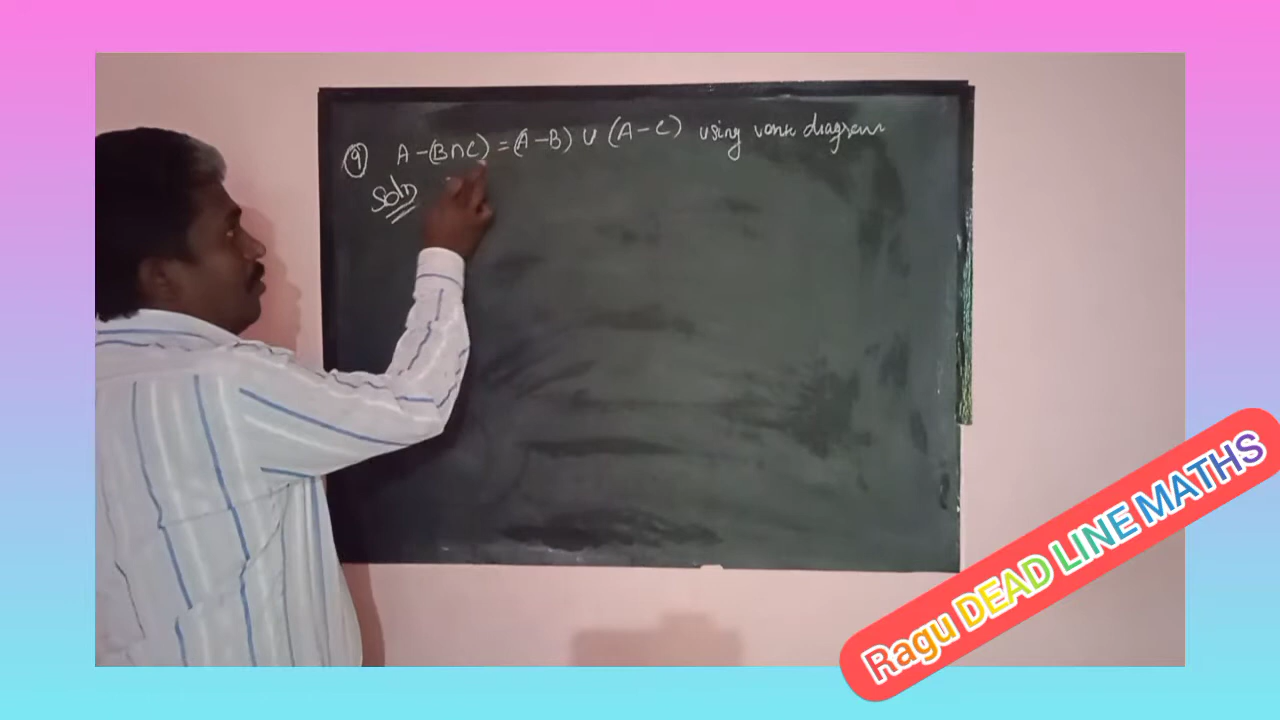 9 A-(B∩C) = (A-B) ∪ (A-C) using venn diagram
Soln
Ragu DEAD LINE MATHS